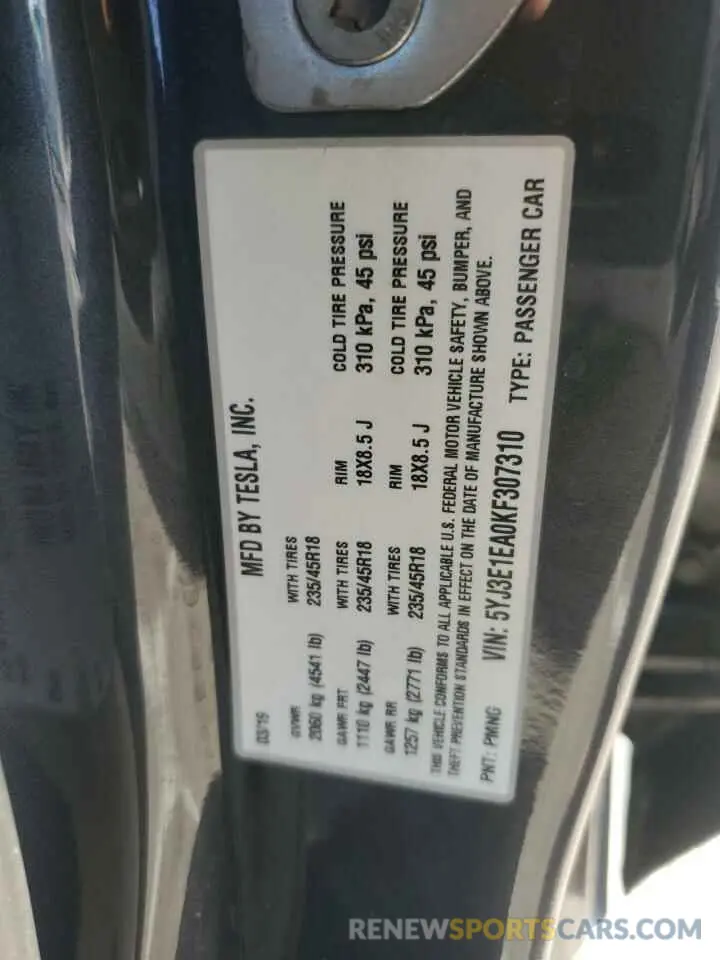 MFD BY TESLA, INC.
03/19
GVWR WITH TIRES
2060 kg (4541 lb) 235/45R18
GAWR FRT WITH TIRES RIM COLD TIRE PRESSURE
1110 kg (2447 lb) 235/45R18 18X8.5 J 310 kPa, 45 psi
GAWR RR WITH TIRES RIM COLD TIRE PRESSURE
1257 kg (2771 lb) 235/45R18 18X8.5 J 310 kPa, 45 psi
THIS VEHICLE CONFORMS TO ALL APPLICABLE U.S. FEDERAL MOTOR VEHICLE SAFETY, BUMPER, AND
THEFT PREVENTION STANDARDS IN EFFECT ON THE DATE OF MANUFACTURE SHOWN ABOVE.
PNT: PMNG VIN: 5YJ3E1EA0KF307310 TYPE: PASSENGER CAR
RENEWSPORTSCARS.COM